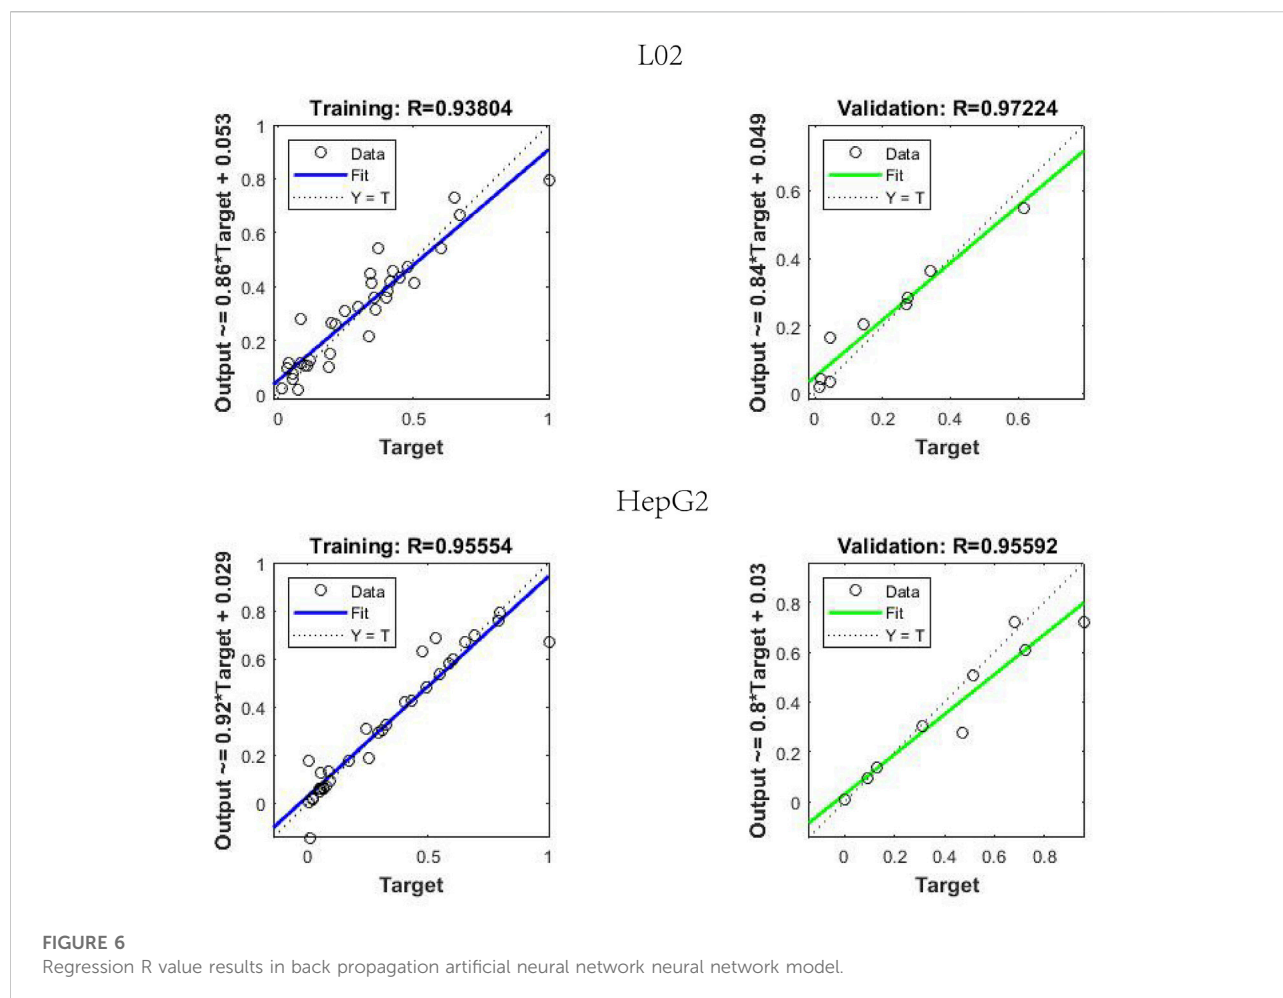 L02
Training: R=0.93804
Output ~= 0.86*Target + 0.053
1
0.8
0.6
0.4
0.2
0
Data
Fit
Y = T
0
0.5
1
Target
Validation: R=0.97224
Output ~= 0.84*Target + 0.049
0.6
0.4
0.2
0
Data
Fit
Y = T
0
0.2
0.4
0.6
Target
HepG2
Training: R=0.95554
Output ~= 0.92*Target + 0.029
1
0.8
0.6
0.4
0.2
0
Data
Fit
Y = T
0
0.5
1
Target
Validation: R=0.95592
Output ~= 0.8*Target + 0.03
0.8
0.6
0.4
0.2
0
Data
Fit
Y = T
0
0.2
0.4
0.6
0.8
Target
FIGURE 6
Regression R value results in back propagation artificial neural network neural network model.